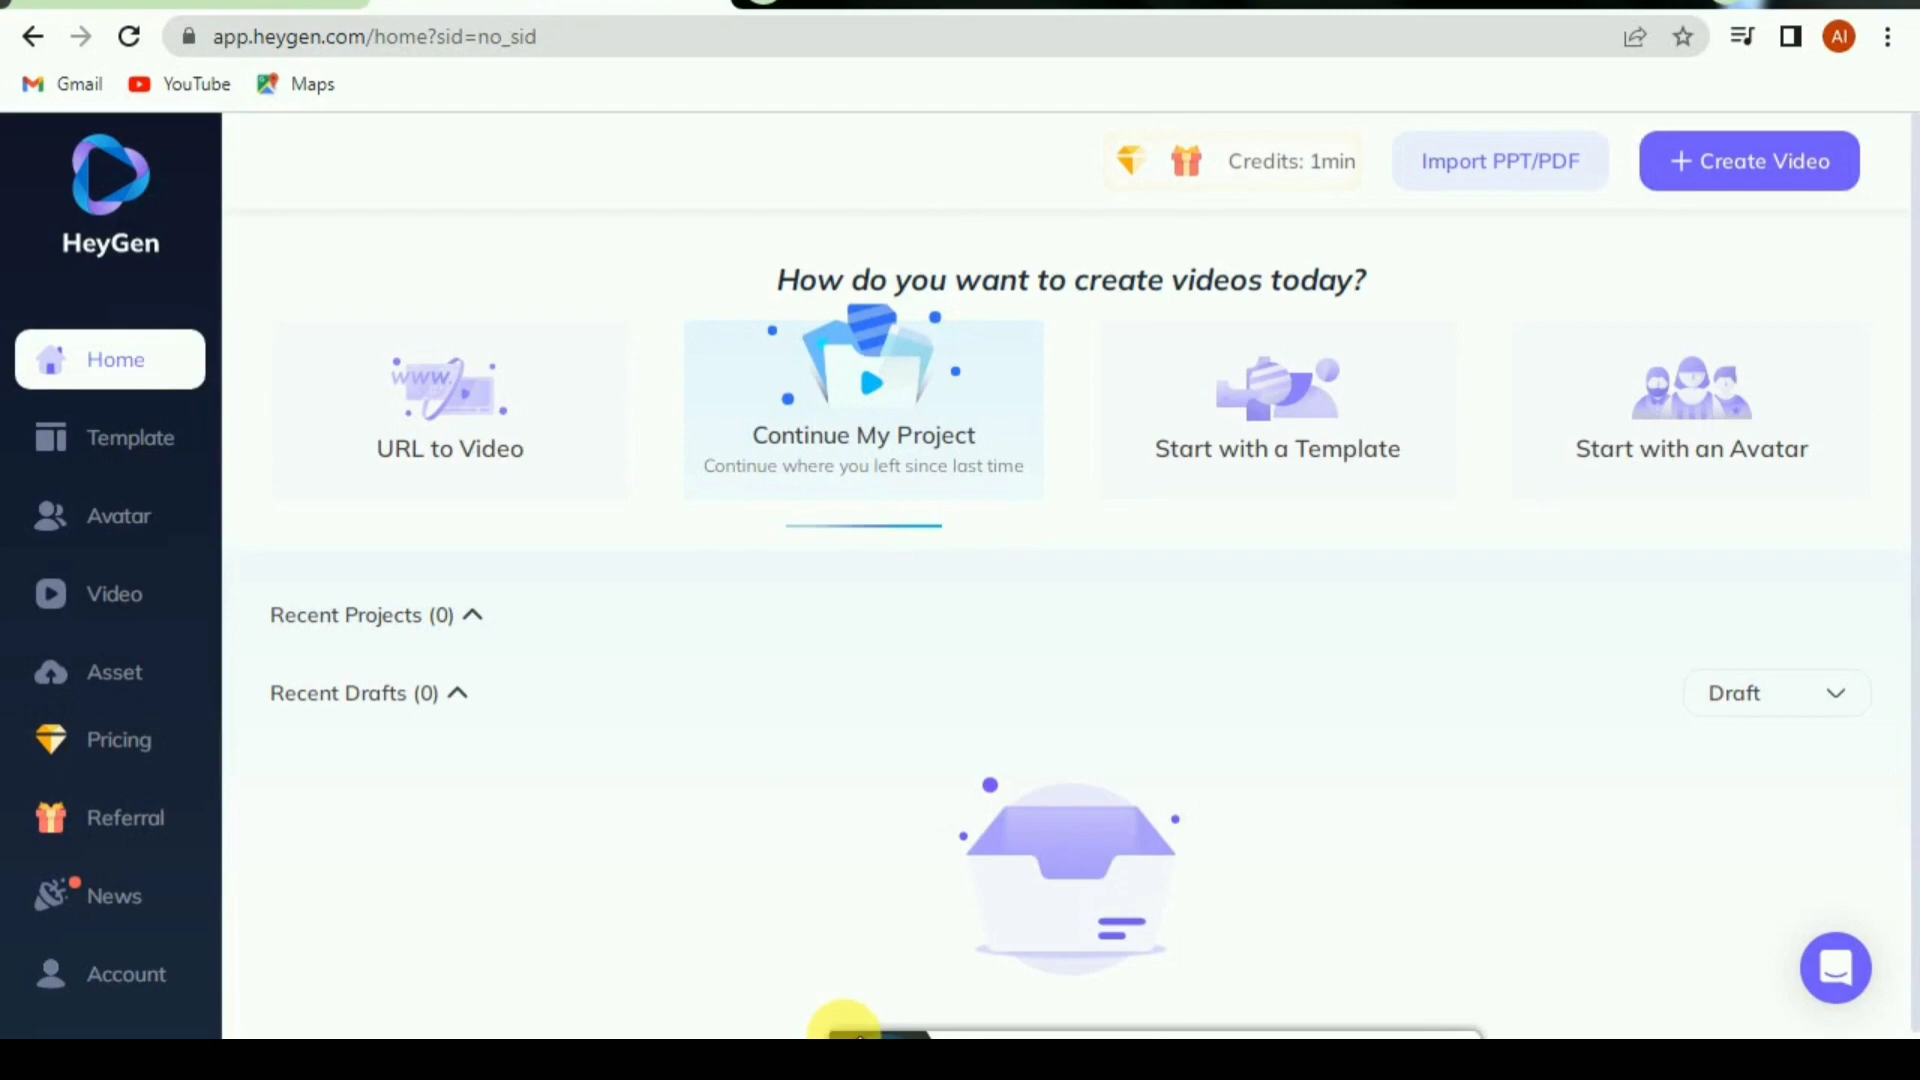 app.heygen.com/home?sid=no_sid
AI
Gmail YouTube Maps
HeyGen
Credits: 1min
Import PPT/PDF
+ Create Video
How do you want to create videos today?
Home
Template
Avatar
Video
Asset
Pricing
Referral
News
Account
www.
URL to Video
Continue My Project
Continue where you left since last time
Start with a Template
Start with an Avatar
Recent Projects (0)
Recent Drafts (0)
Draft